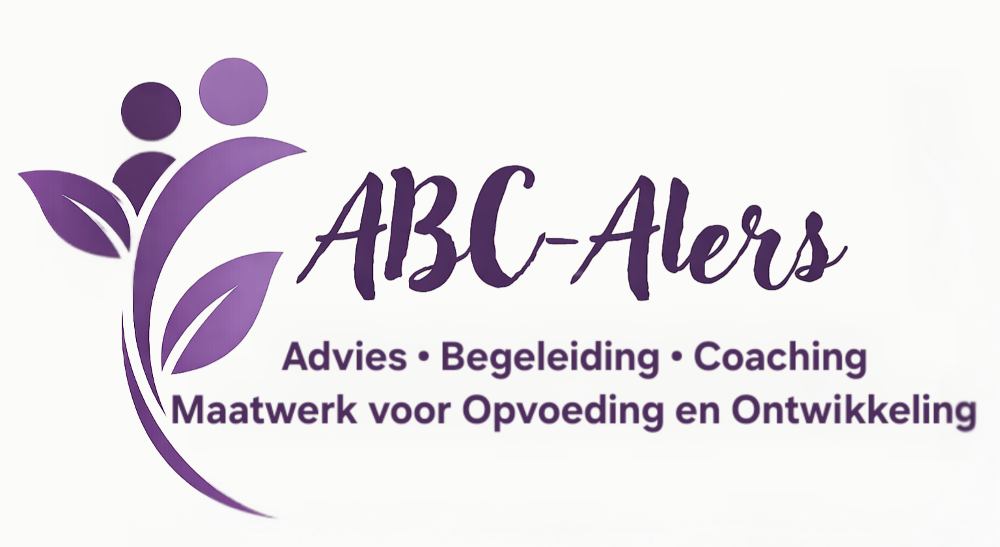 ABC-Alers
Advies • Begeleiding • Coaching
Maatwerk voor Opvoeding en Ontwikkeling